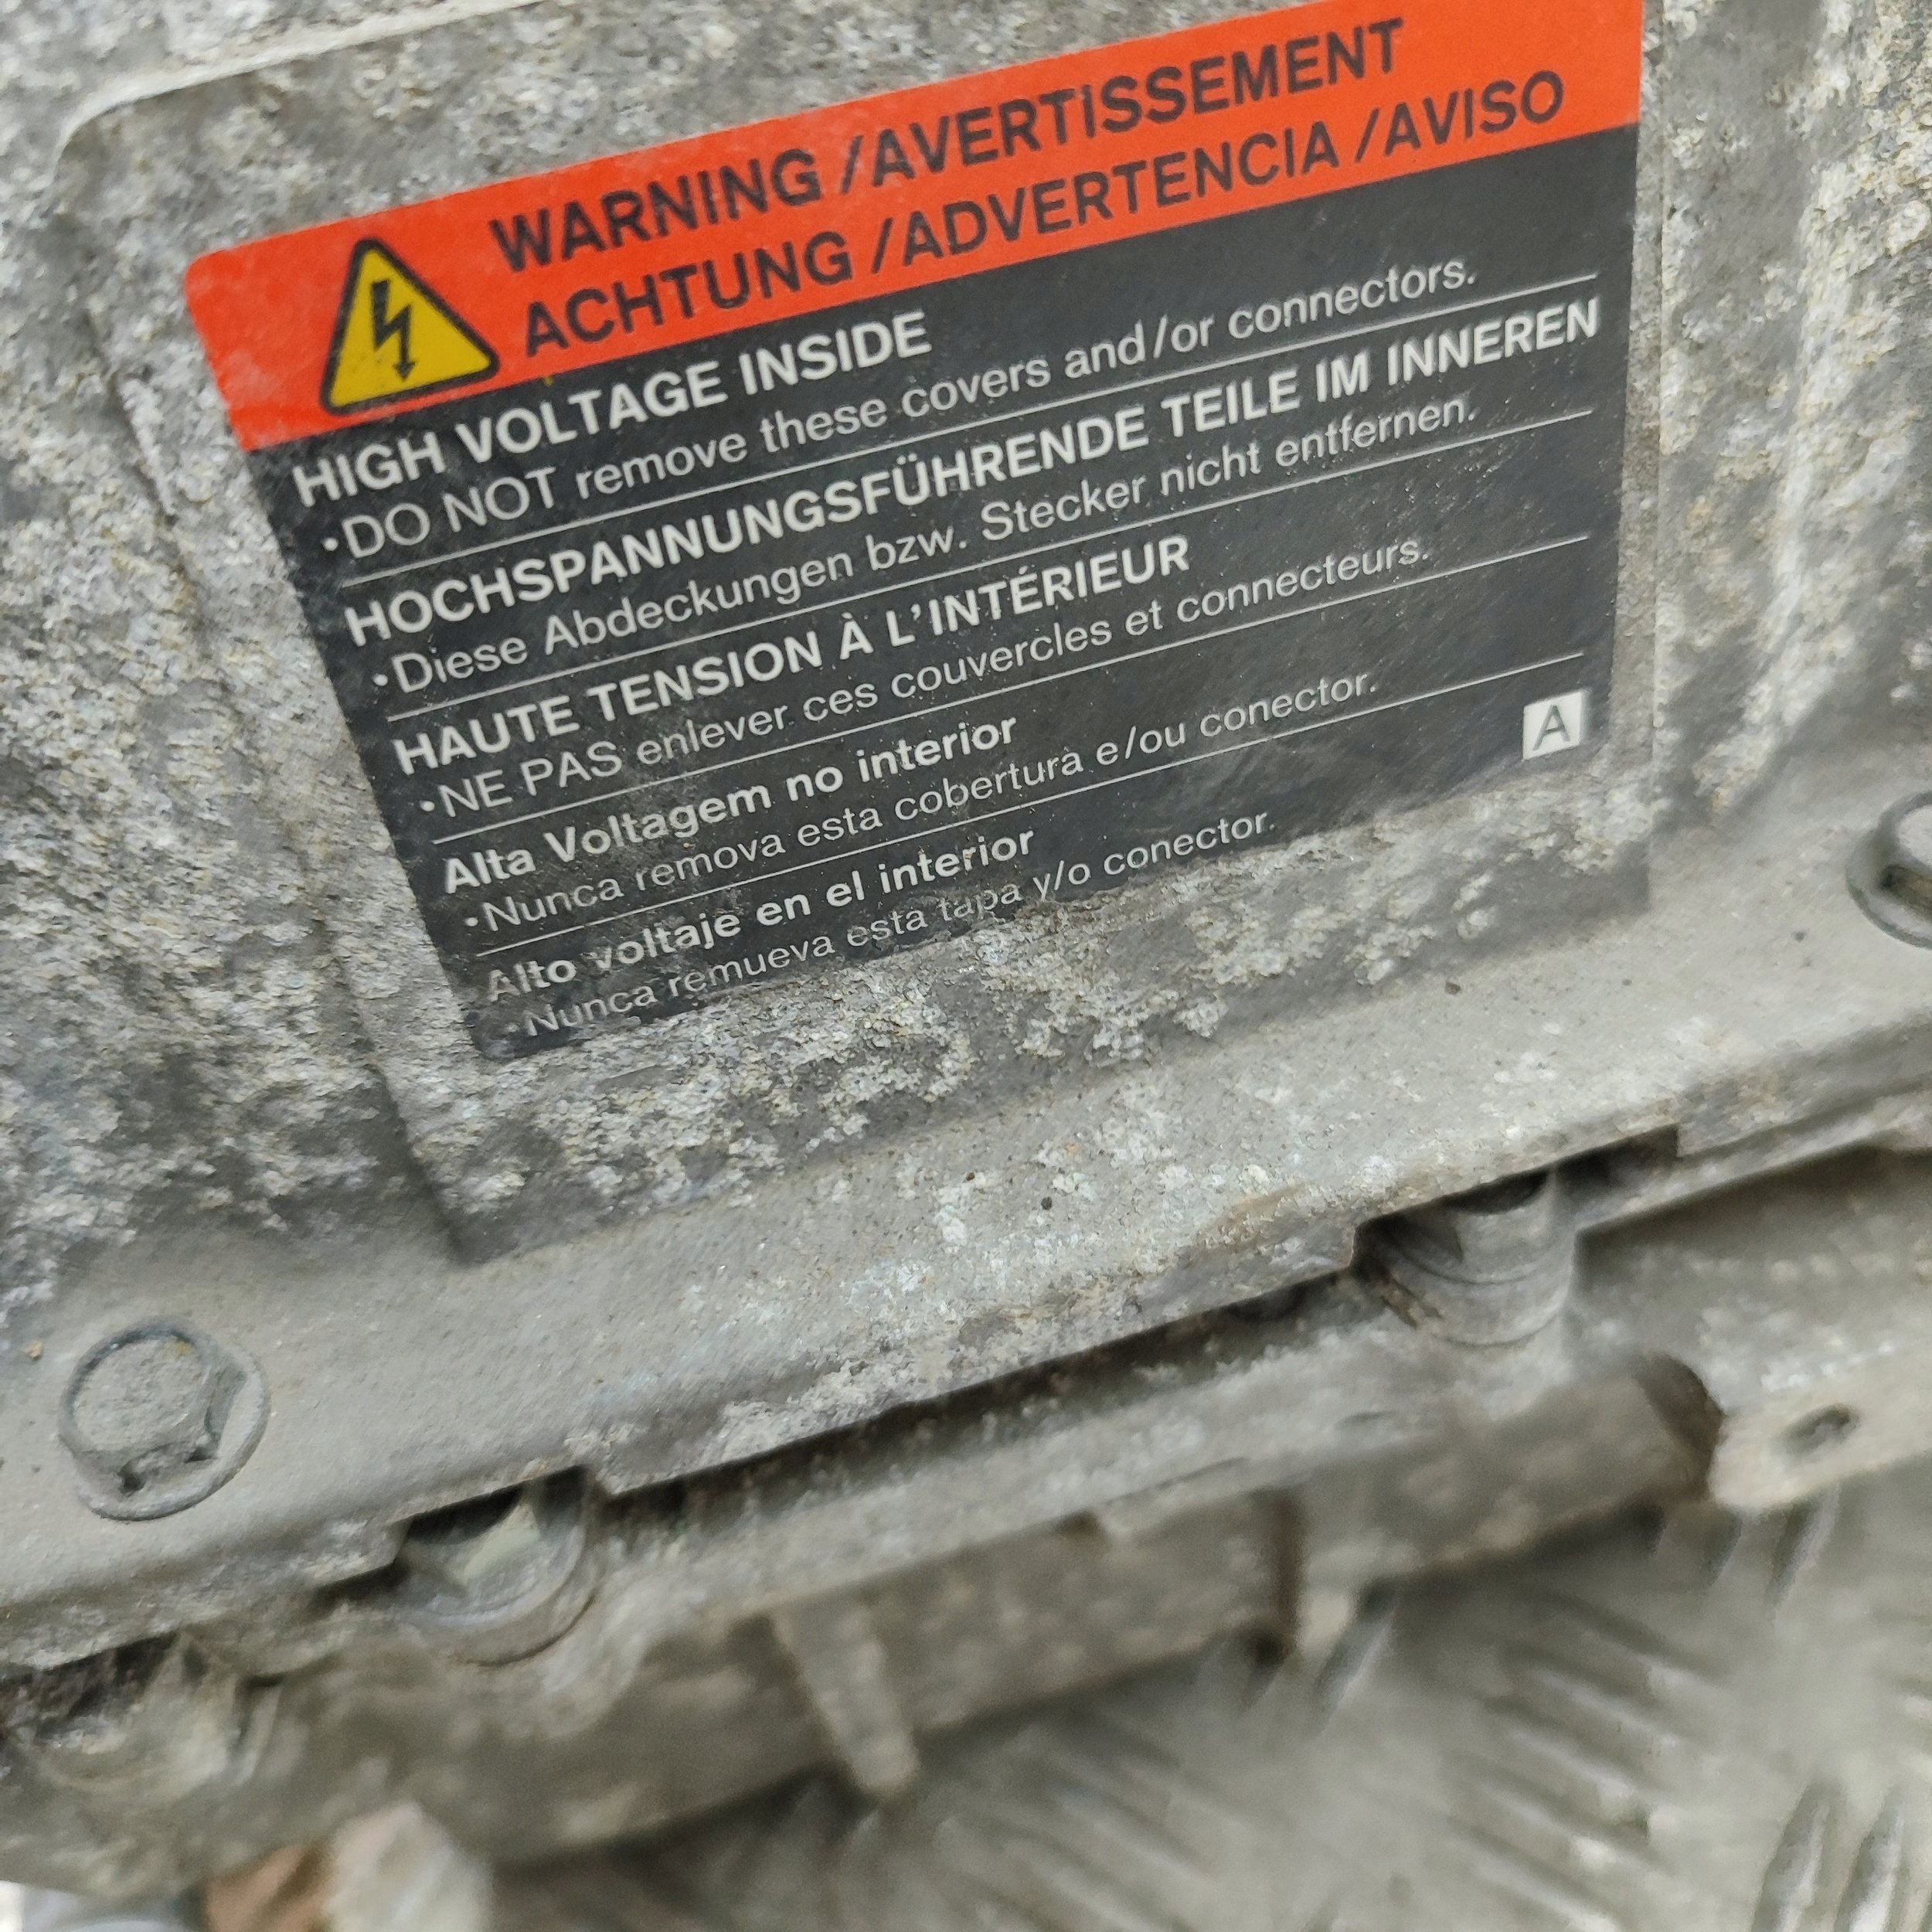 WARNING /AVERTISSEMENT
ACHTUNG /ADVERTENCIA /AVISO
HIGH VOLTAGE INSIDE
•DO NOT remove these covers and/or connectors.
HOCHSPANNUNGSFÜHRENDE TEILE IM INNEREN
•Diese Abdeckungen bzw. Stecker nicht entfernen.
HAUTE TENSION À L'INTÉRIEUR
•NE PAS enlever ces couvercles et connecteurs.
Alta Voltagem no interior
•Nunca remova esta cobertura e/ou conector.
Alto voltaje en el interior
•Nunca remueva esta tapa y/o conector.
A